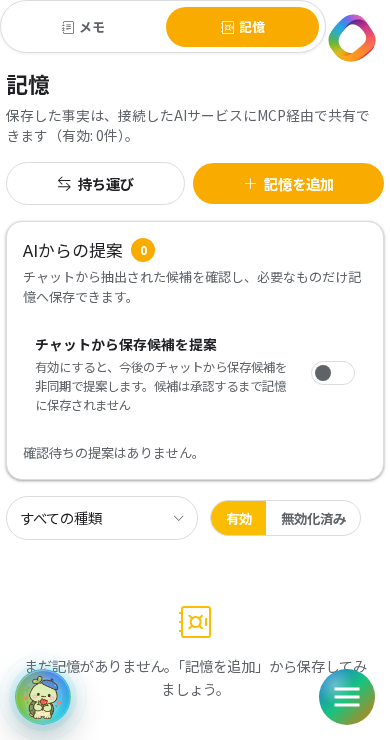 メモ
記憶
記憶
保存した事実は、接続したAIサービスにMCP経由で共有で
きます（有効: 0件）。
持ち運び
記憶を追加
AIからの提案 0
チャットから抽出された候補を確認し、必要なものだけ記
憶へ保存できます。
チャットから保存候補を提案
有効にすると、今後のチャットから保存候補を
非同期で提案します。候補は承認するまで記憶
に保存されません
確認待ちの提案はありません。
すべての種類
有効
無効化済み
まだ記憶がありません。「記憶を追加」から保存してみ
ましょう。